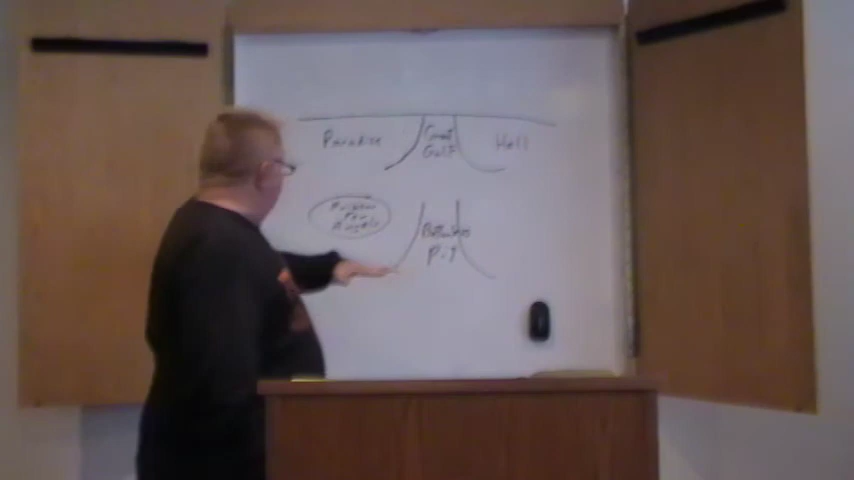 Paradise
Great
Gulf
Hell
Prison
For
Angels
Bottomless
Pit